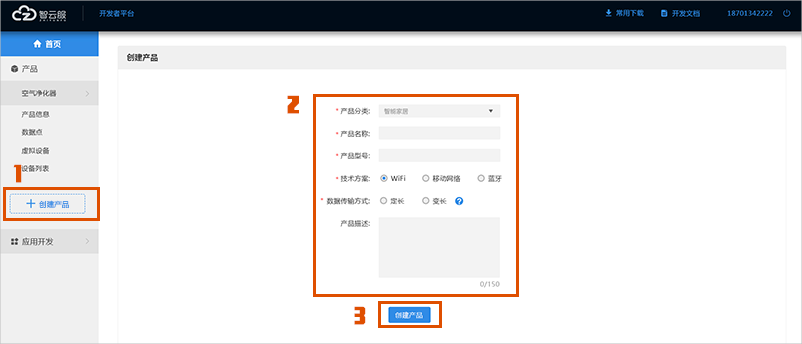 智云服 开发者平台 常用下载 开发文档 18701342222
首页
产品
空气净化器
产品信息
数据点
虚拟设备
设备列表
1
创建产品
应用开发
创建产品
2
* 产品分类: 智能家居
* 产品名称:
* 产品型号:
* 技术方案: WiFi 移动网络 蓝牙
* 数据传输方式: 定长 变长 ?
产品描述:
0/150
3 创建产品